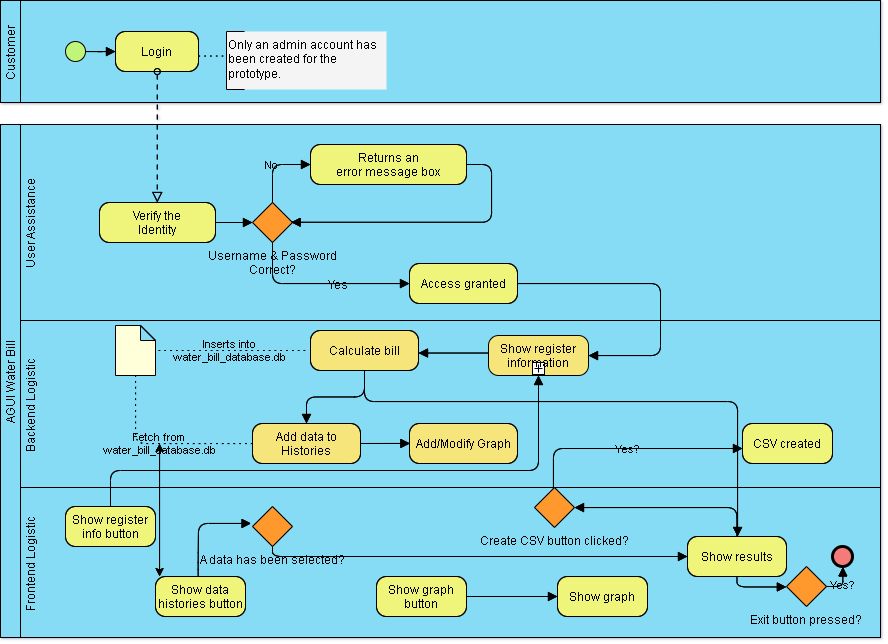 Customer
Login
Only an admin account has
been created for the
prototype.
AGUI Water Bill
User Assistance
No
Returns an
error message box
Verify the
Identity
Username & Password
Correct?
Yes
Access granted
Backend Logistic
Inserts into
water_bill_database.db
Calculate bill
Show register
information
Fetch from
water_bill_database.db
Add data to
Histories
Add/Modify Graph
Yes?
CSV created
Frontend Logistic
Show register
info button
A data has been selected?
Create CSV button clicked?
Show results
Show data
histories button
Show graph
button
Show graph
Yes?
Exit button pressed?